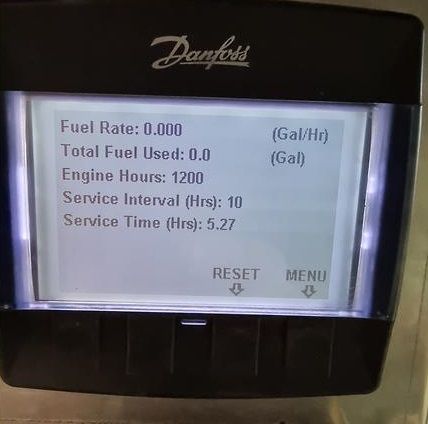 Danfoss
Fuel Rate: 0.000 (Gal/Hr)
Total Fuel Used: 0.0 (Gal)
Engine Hours: 1200
Service Interval (Hrs): 10
Service Time (Hrs): 5.27
RESET MENU